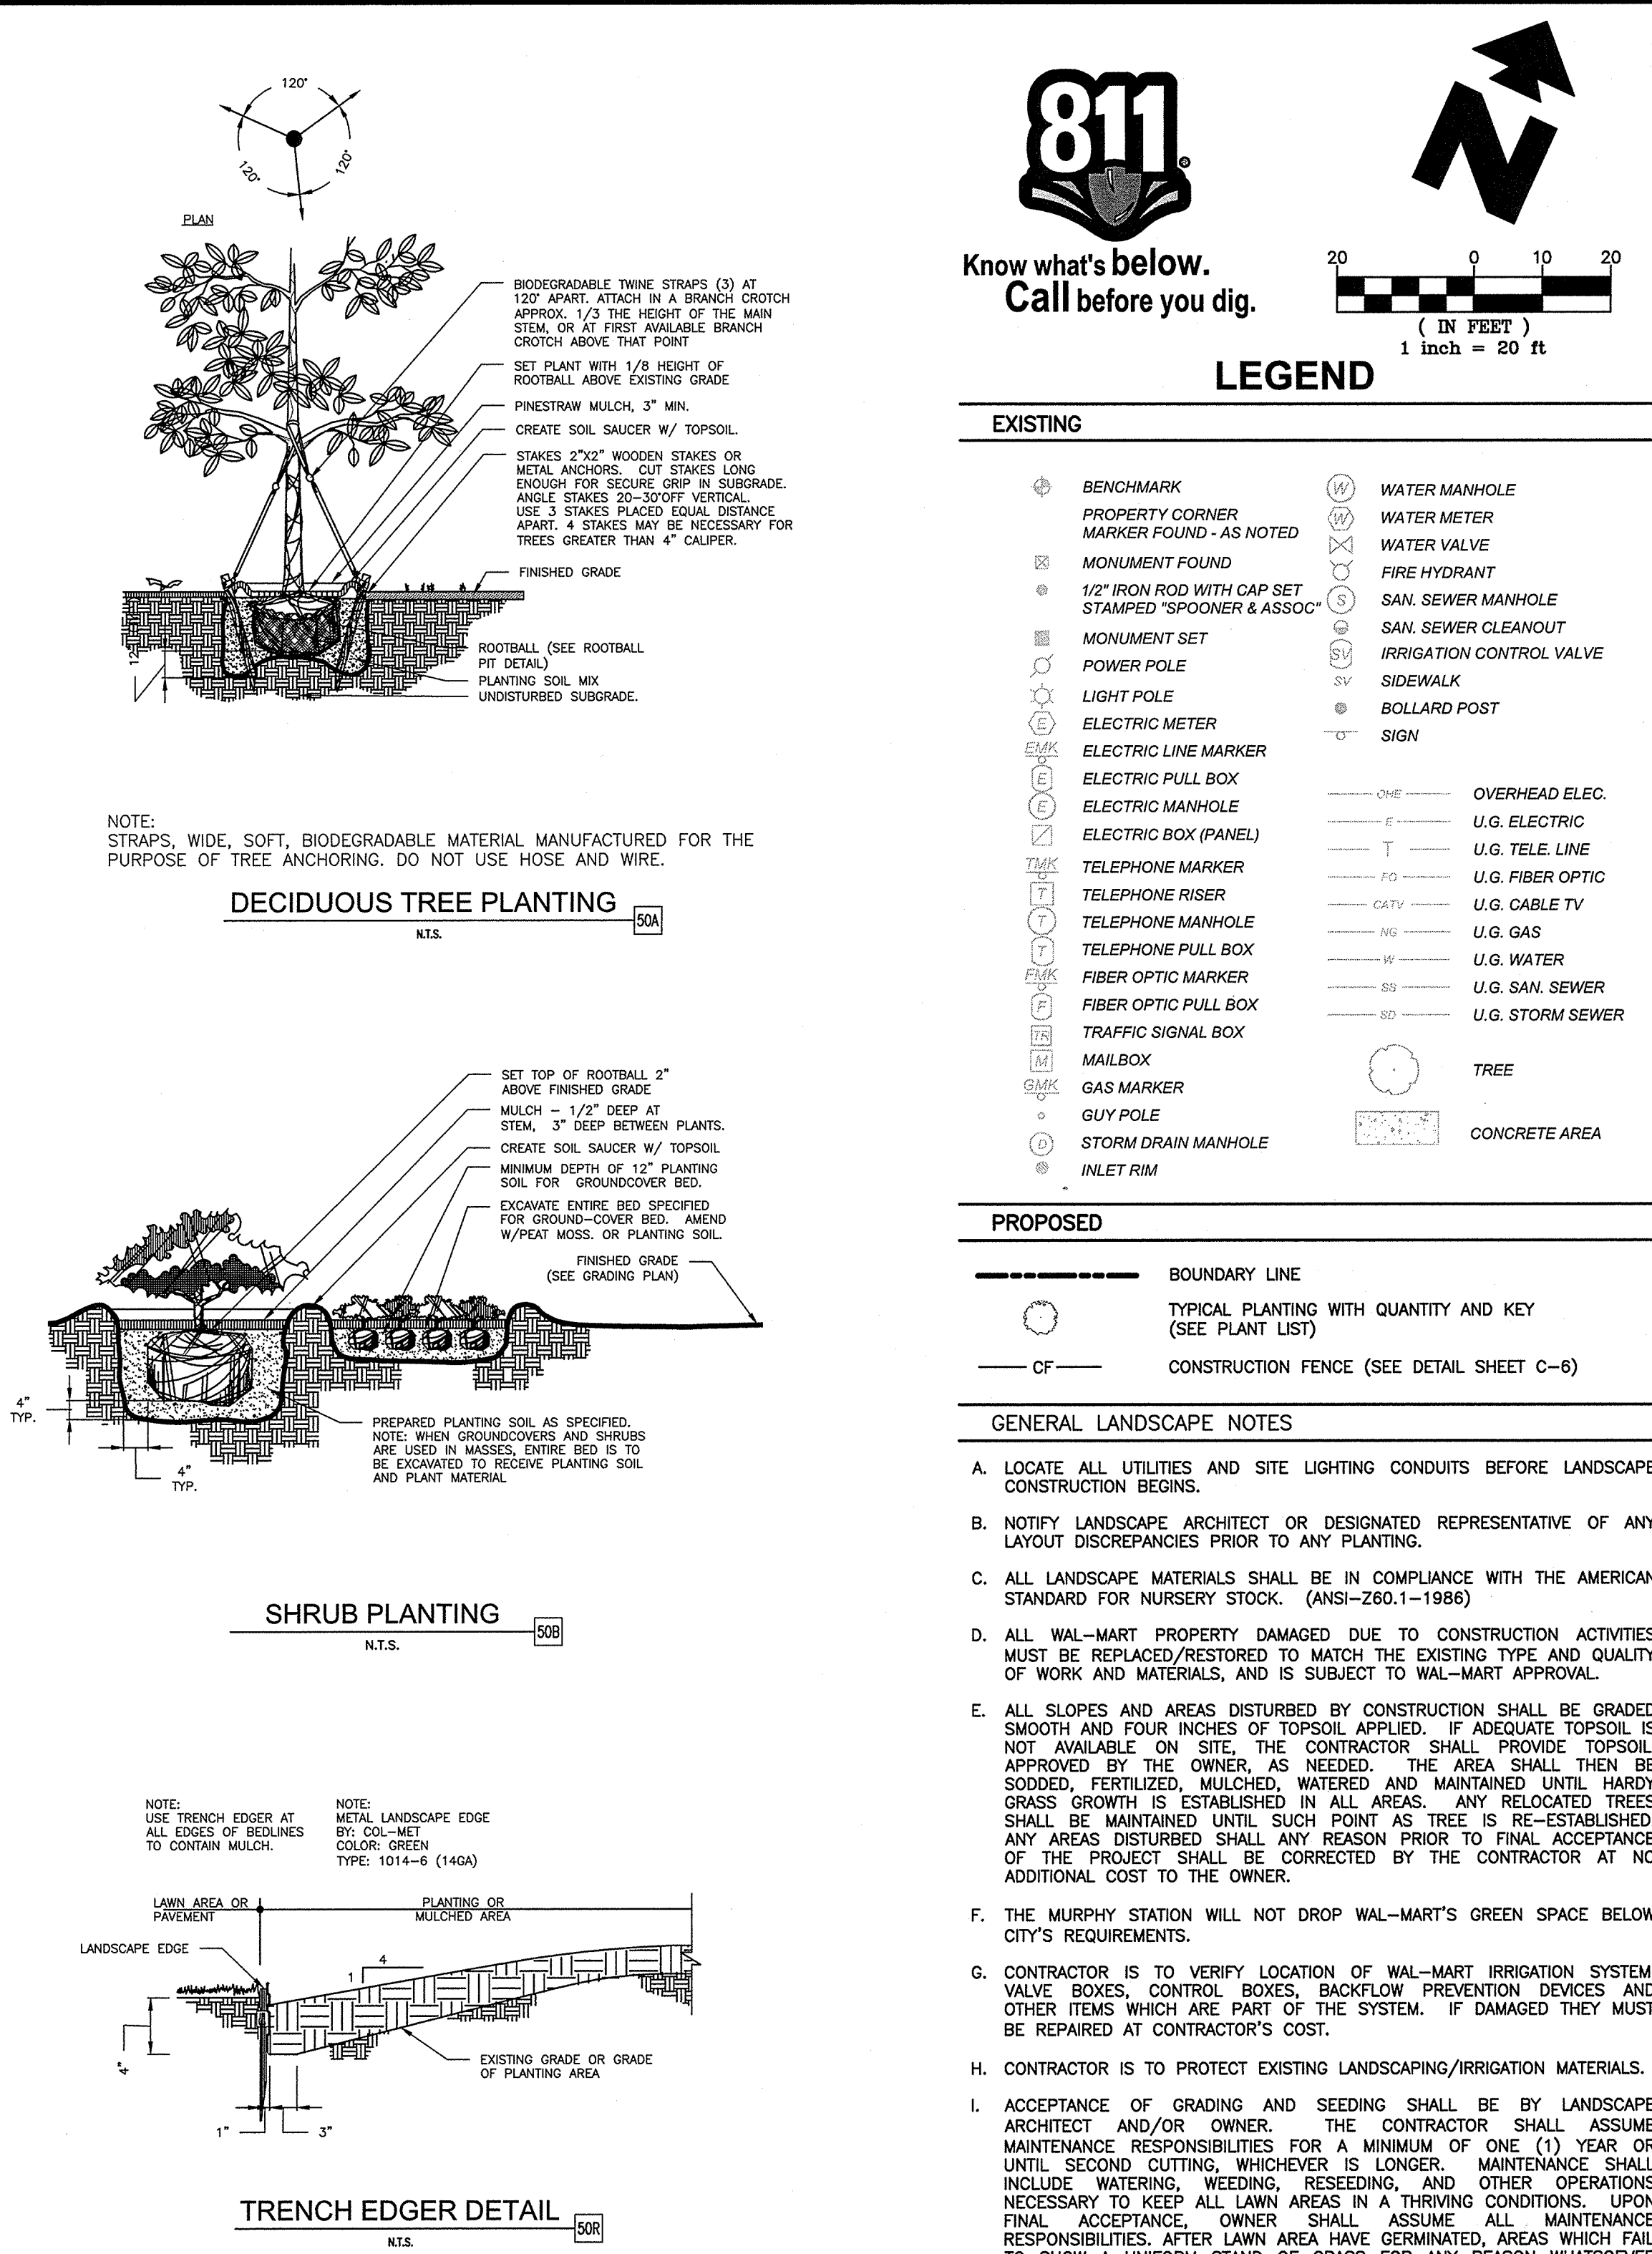 120°
120°
120°
PLAN
BIODEGRADABLE TWINE STRAPS (3) AT
120° APART. ATTACH IN A BRANCH CROTCH
APPROX. 1/3 THE HEIGHT OF THE MAIN
STEM, OR AT FIRST AVAILABLE BRANCH
CROTCH ABOVE THAT POINT
SET PLANT WITH 1/8 HEIGHT OF
ROOTBALL ABOVE EXISTING GRADE
PINESTRAW MULCH, 3" MIN.
CREATE SOIL SAUCER W/ TOPSOIL.
STAKES 2"X2" WOODEN STAKES OR
METAL ANCHORS. CUT STAKES LONG
ENOUGH FOR SECURE GRIP IN SUBGRADE.
ANGLE STAKES 20-30°OFF VERTICAL.
USE 3 STAKES PLACED EQUAL DISTANCE
APART. 4 STAKES MAY BE NECESSARY FOR
TREES GREATER THAN 4" CALIPER.
FINISHED GRADE
ROOTBALL (SEE ROOTBALL
PIT DETAIL)
PLANTING SOIL MIX
UNDISTURBED SUBGRADE.
NOTE:
STRAPS, WIDE, SOFT, BIODEGRADABLE MATERIAL MANUFACTURED FOR THE
PURPOSE OF TREE ANCHORING. DO NOT USE HOSE AND WIRE.
DECIDUOUS TREE PLANTING
50A
N.T.S.
SET TOP OF ROOTBALL 2"
ABOVE FINISHED GRADE
MULCH - 1/2" DEEP AT
STEM, 3" DEEP BETWEEN PLANTS.
CREATE SOIL SAUCER W/ TOPSOIL
MINIMUM DEPTH OF 12" PLANTING
SOIL FOR GROUNDCOVER BED.
EXCAVATE ENTIRE BED SPECIFIED
FOR GROUND-COVER BED. AMEND
W/PEAT MOSS. OR PLANTING SOIL.
FINISHED GRADE
(SEE GRADING PLAN)
4"
TYP.
4"
TYP.
PREPARED PLANTING SOIL AS SPECIFIED.
NOTE: WHEN GROUNDCOVERS AND SHRUBS
ARE USED IN MASSES, ENTIRE BED IS TO
BE EXCAVATED TO RECEIVE PLANTING SOIL
AND PLANT MATERIAL
SHRUB PLANTING
50B
N.T.S.
NOTE:
USE TRENCH EDGER AT
ALL EDGES OF BEDLINES
TO CONTAIN MULCH.
NOTE:
METAL LANDSCAPE EDGE
BY: COL-MET
COLOR: GREEN
TYPE: 1014-6 (14GA)
LAWN AREA OR
PAVEMENT
PLANTING OR
MULCHED AREA
LANDSCAPE EDGE
4
1
4"
EXISTING GRADE OR GRADE
OF PLANTING AREA
1"
3"
TRENCH EDGER DETAIL
50R
N.T.S.
811
Know what's below.
Call before you dig.
N
20 0 10 20
( IN FEET )
1 inch = 20 ft
LEGEND
EXISTING
BENCHMARK
PROPERTY CORNER
MARKER FOUND - AS NOTED
MONUMENT FOUND
1/2" IRON ROD WITH CAP SET
STAMPED "SPOONER & ASSOC"
MONUMENT SET
POWER POLE
LIGHT POLE
E ELECTRIC METER
EMK ELECTRIC LINE MARKER
E ELECTRIC PULL BOX
E ELECTRIC MANHOLE
ELECTRIC BOX (PANEL)
TMK TELEPHONE MARKER
T TELEPHONE RISER
T TELEPHONE MANHOLE
T TELEPHONE PULL BOX
FMK FIBER OPTIC MARKER
F FIBER OPTIC PULL BOX
TR TRAFFIC SIGNAL BOX
M MAILBOX
GMK GAS MARKER
GUY POLE
D STORM DRAIN MANHOLE
INLET RIM
W WATER MANHOLE
W WATER METER
WATER VALVE
FIRE HYDRANT
S SAN. SEWER MANHOLE
SAN. SEWER CLEANOUT
SV IRRIGATION CONTROL VALVE
SV SIDEWALK
BOLLARD POST
SIGN
OHE OVERHEAD ELEC.
E U.G. ELECTRIC
T U.G. TELE. LINE
FO U.G. FIBER OPTIC
CATV U.G. CABLE TV
NG U.G. GAS
W U.G. WATER
SS U.G. SAN. SEWER
SD U.G. STORM SEWER
TREE
CONCRETE AREA
PROPOSED
BOUNDARY LINE
TYPICAL PLANTING WITH QUANTITY AND KEY
(SEE PLANT LIST)
CF CONSTRUCTION FENCE (SEE DETAIL SHEET C-6)
GENERAL LANDSCAPE NOTES
A. LOCATE ALL UTILITIES AND SITE LIGHTING CONDUITS BEFORE LANDSCAPE
CONSTRUCTION BEGINS.
B. NOTIFY LANDSCAPE ARCHITECT OR DESIGNATED REPRESENTATIVE OF ANY
LAYOUT DISCREPANCIES PRIOR TO ANY PLANTING.
C. ALL LANDSCAPE MATERIALS SHALL BE IN COMPLIANCE WITH THE AMERICAN
STANDARD FOR NURSERY STOCK. (ANSI-Z60.1-1986)
D. ALL WAL-MART PROPERTY DAMAGED DUE TO CONSTRUCTION ACTIVITIES
MUST BE REPLACED/RESTORED TO MATCH THE EXISTING TYPE AND QUALITY
OF WORK AND MATERIALS, AND IS SUBJECT TO WAL-MART APPROVAL.
E. ALL SLOPES AND AREAS DISTURBED BY CONSTRUCTION SHALL BE GRADED
SMOOTH AND FOUR INCHES OF TOPSOIL APPLIED. IF ADEQUATE TOPSOIL IS
NOT AVAILABLE ON SITE, THE CONTRACTOR SHALL PROVIDE TOPSOIL,
APPROVED BY THE OWNER, AS NEEDED. THE AREA SHALL THEN BE
SODDED, FERTILIZED, MULCHED, WATERED AND MAINTAINED UNTIL HARDY
GRASS GROWTH IS ESTABLISHED IN ALL AREAS. ANY RELOCATED TREES
SHALL BE MAINTAINED UNTIL SUCH POINT AS TREE IS RE-ESTABLISHED.
ANY AREAS DISTURBED SHALL ANY REASON PRIOR TO FINAL ACCEPTANCE
OF THE PROJECT SHALL BE CORRECTED BY THE CONTRACTOR AT NO
ADDITIONAL COST TO THE OWNER.
F. THE MURPHY STATION WILL NOT DROP WAL-MART'S GREEN SPACE BELOW
CITY'S REQUIREMENTS.
G. CONTRACTOR IS TO VERIFY LOCATION OF WAL-MART IRRIGATION SYSTEM,
VALVE BOXES, CONTROL BOXES, BACKFLOW PREVENTION DEVICES AND
OTHER ITEMS WHICH ARE PART OF THE SYSTEM. IF DAMAGED THEY MUST
BE REPAIRED AT CONTRACTOR'S COST.
H. CONTRACTOR IS TO PROTECT EXISTING LANDSCAPING/IRRIGATION MATERIALS.
I. ACCEPTANCE OF GRADING AND SEEDING SHALL BE BY LANDSCAPE
ARCHITECT AND/OR OWNER. THE CONTRACTOR SHALL ASSUME
MAINTENANCE RESPONSIBILITIES FOR A MINIMUM OF ONE (1) YEAR OR
UNTIL SECOND CUTTING, WHICHEVER IS LONGER. MAINTENANCE SHALL
INCLUDE WATERING, WEEDING, RESEEDING, AND OTHER OPERATIONS
NECESSARY TO KEEP ALL LAWN AREAS IN A THRIVING CONDITIONS. UPON
FINAL ACCEPTANCE, OWNER SHALL ASSUME ALL MAINTENANCE
RESPONSIBILITIES. AFTER LAWN AREA HAVE GERMINATED, AREAS WHICH FAIL
TO SHOW A UNIFORM STAND OF GRASS FOR ANY REASON WHATSOEVER